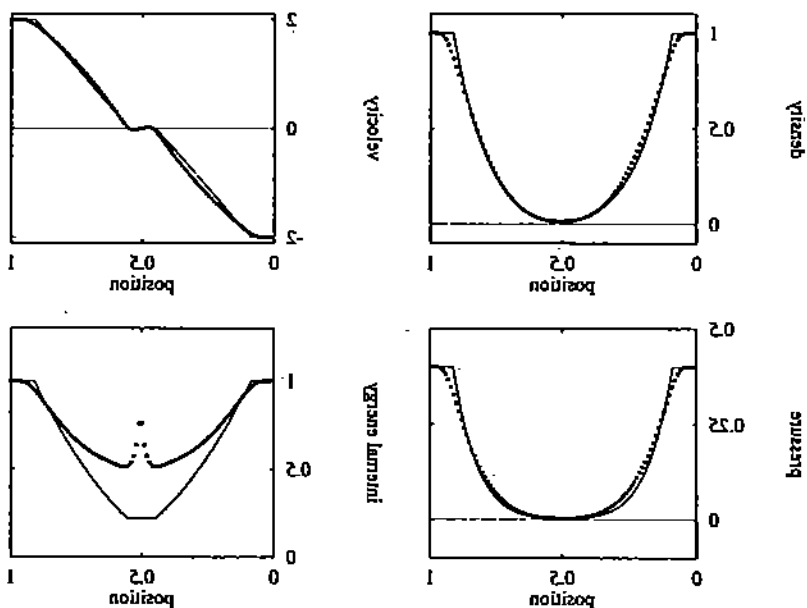 density
1
0.5
0
0 0.5 1
position
velocity
2
0
-2
0 0.5 1
position
pressure
0.5
0.25
0
0 0.5 1
position
internal energy
1
0.5
0
0 0.5 1
position